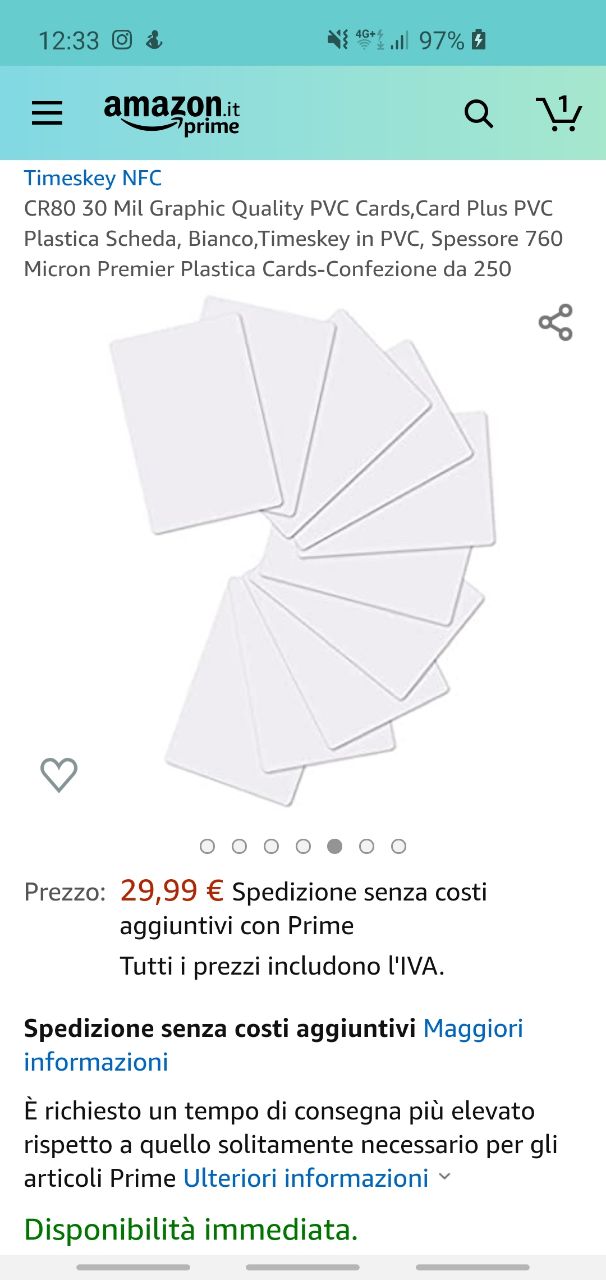 12:33 4G+ 97%
amazon.it
prime
1
Timeskey NFC
CR80 30 Mil Graphic Quality PVC Cards,Card Plus PVC
Plastica Scheda, Bianco,Timeskey in PVC, Spessore 760
Micron Premier Plastica Cards-Confezione da 250
Prezzo: 29,99 € Spedizione senza costi
aggiuntivi con Prime
Tutti i prezzi includono l'IVA.
Spedizione senza costi aggiuntivi Maggiori
informazioni
È richiesto un tempo di consegna più elevato
rispetto a quello solitamente necessario per gli
articoli Prime Ulteriori informazioni
Disponibilità immediata.